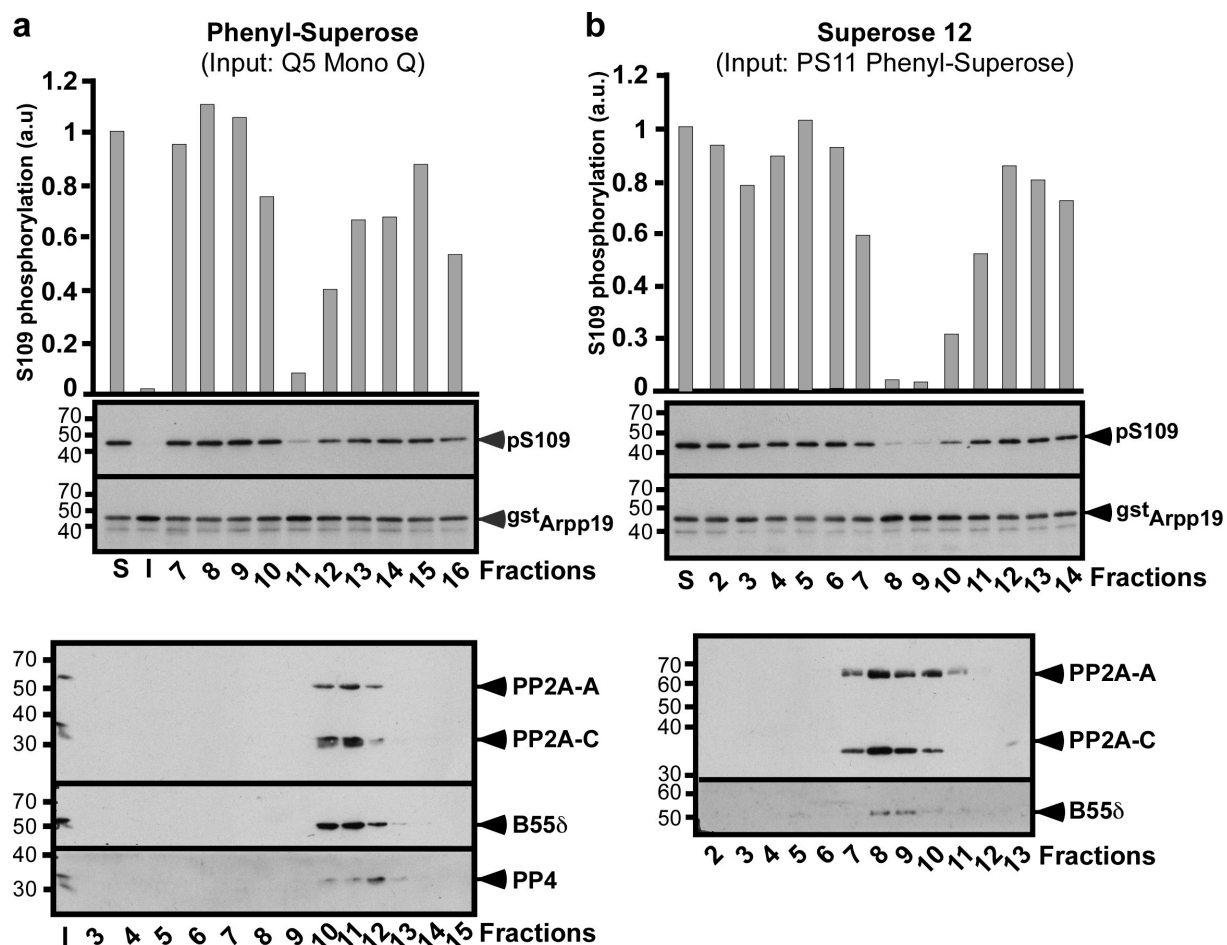 a
Phenyl-Superose
(Input: Q5 Mono Q)
S109 phosphorylation (a.u)
1.2
1
0.8
0.6
0.4
0.2
0
70
50
40
pS109
70
50
40
gstArpp19
S I 7 8 9 10 11 12 13 14 15 16 Fractions
70
50
40
30
PP2A-A
PP2A-C
70
50
B55δ
40
30
PP4
I 3 4 5 6 7 8 9 10 11 12 13 14 15 Fractions
b
Superose 12
(Input: PS11 Phenyl-Superose)
S109 phosphorylation (a.u.)
1.2
1
0.8
0.6
0.3
0
70
50
40
pS109
70
50
40
gstArpp19
S 2 3 4 5 6 7 8 9 10 11 12 13 14 Fractions
70
60
50
40
30
PP2A-A
PP2A-C
60
50
B55δ
2 3 4 5 6 7 8 9 10 11 12 13 Fractions